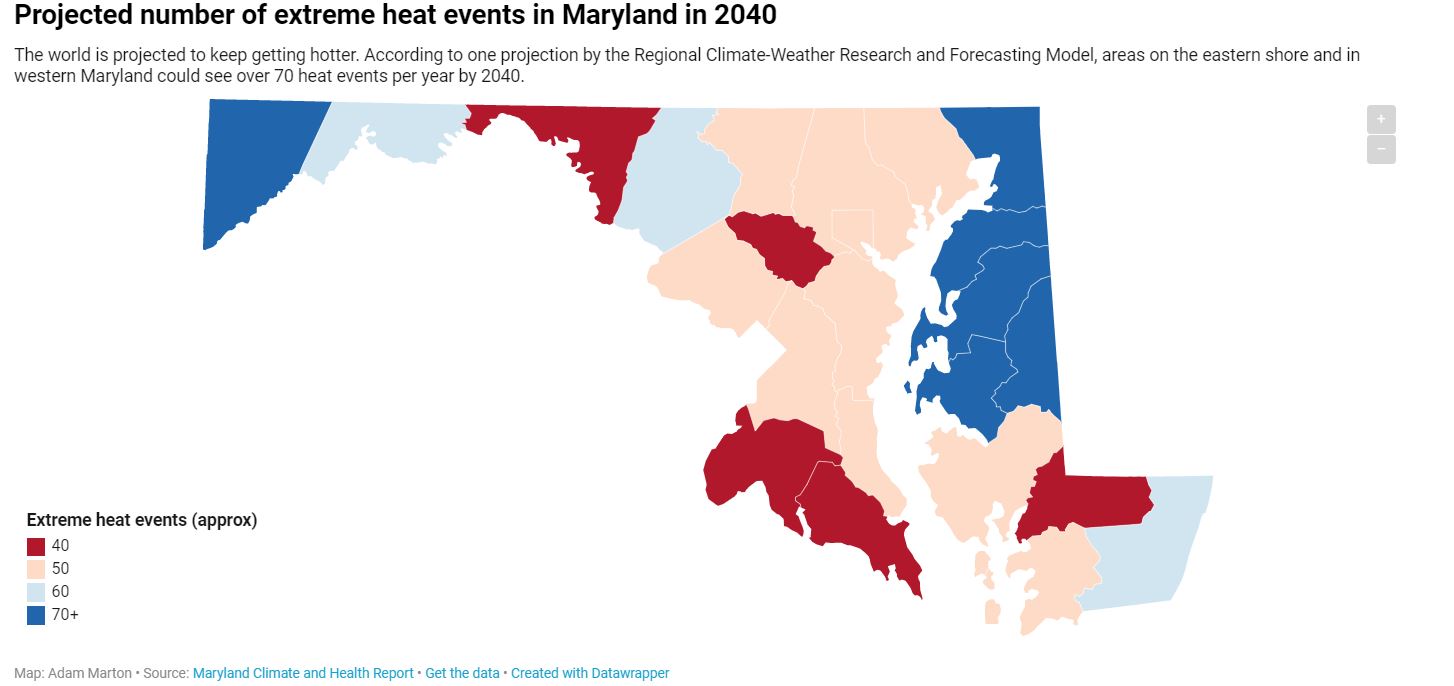 Projected number of extreme heat events in Maryland in 2040
The world is projected to keep getting hotter. According to one projection by the Regional Climate-Weather Research and Forecasting Model, areas on the eastern shore and in
western Maryland could see over 70 heat events per year by 2040.
+
−
Extreme heat events (approx)
40
50
60
70+
Map: Adam Marton • Source: Maryland Climate and Health Report • Get the data • Created with Datawrapper